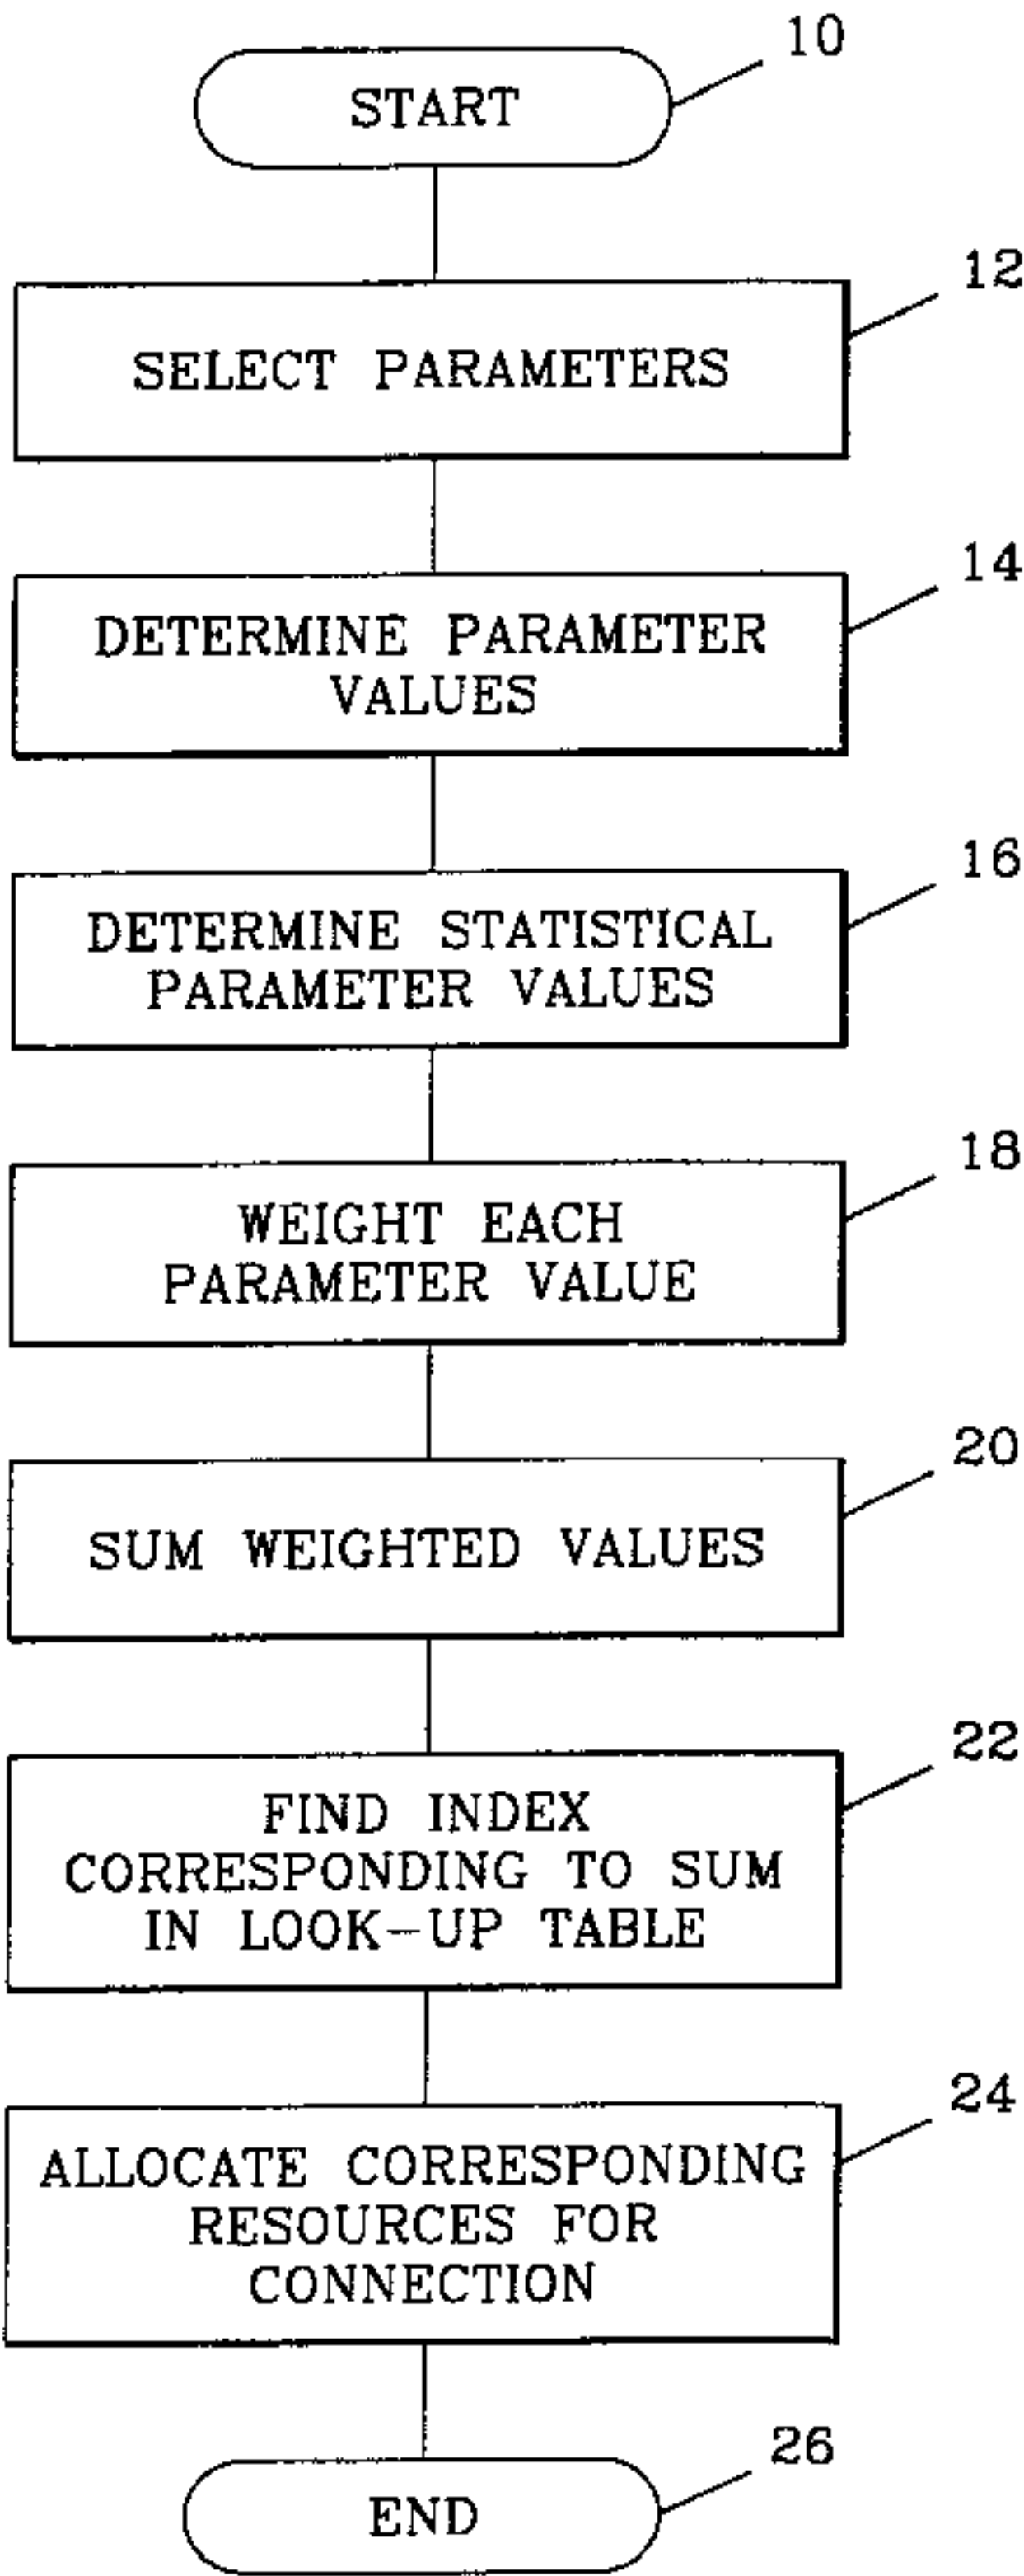 10
START
12
SELECT PARAMETERS
14
DETERMINE PARAMETER
VALUES
16
DETERMINE STATISTICAL
PARAMETER VALUES
18
WEIGHT EACH
PARAMETER VALUE
20
SUM WEIGHTED VALUES
22
FIND INDEX
CORRESPONDING TO SUM
IN LOOK-UP TABLE
24
ALLOCATE CORRESPONDING
RESOURCES FOR
CONNECTION
26
END